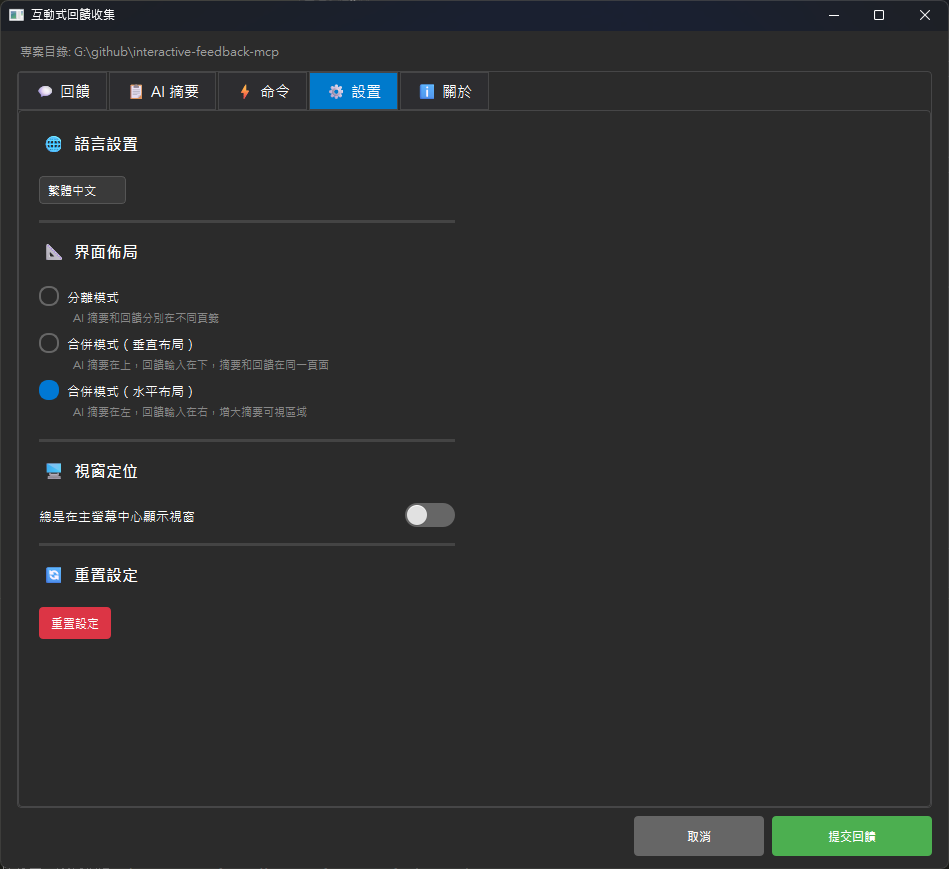 互動式回饋收集
專案目錄: G:\github\interactive-feedback-mcp
回饋 AI 摘要 命令 設置 關於
語言設置
繁體中文
界面佈局
分離模式
AI 摘要和回饋分別在不同頁籤
合併模式（垂直布局）
AI 摘要在上，回饋輸入在下，摘要和回饋在同一頁面
合併模式（水平布局）
AI 摘要在左，回饋輸入在右，增大摘要可視區域
視窗定位
總是在主螢幕中心顯示視窗
重置設定
重置設定
取消 提交回饋